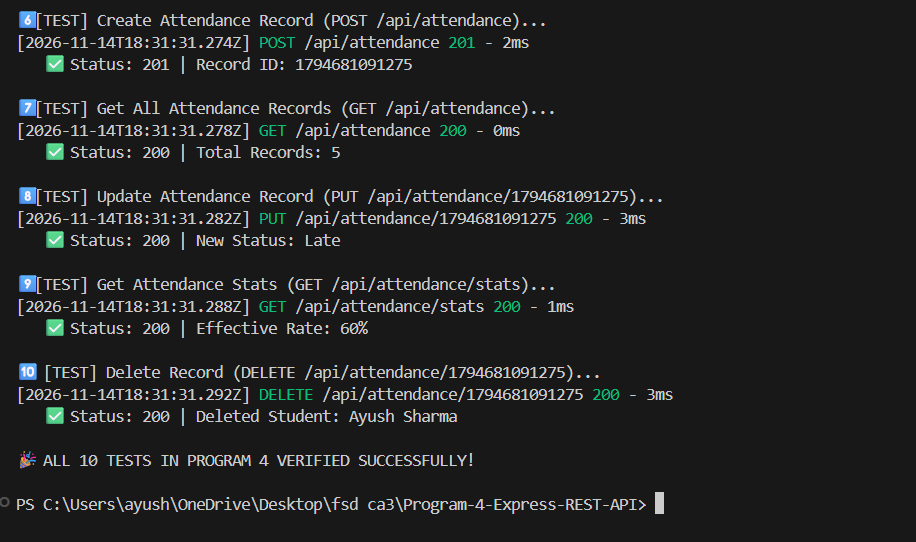 6️⃣[TEST] Create Attendance Record (POST /api/attendance)...
[2026-11-14T18:31:31.274Z] POST /api/attendance 201 - 2ms
✅ Status: 201 | Record ID: 1794681091275
7️⃣[TEST] Get All Attendance Records (GET /api/attendance)...
[2026-11-14T18:31:31.278Z] GET /api/attendance 200 - 0ms
✅ Status: 200 | Total Records: 5
8️⃣[TEST] Update Attendance Record (PUT /api/attendance/1794681091275)...
[2026-11-14T18:31:31.282Z] PUT /api/attendance/1794681091275 200 - 3ms
✅ Status: 200 | New Status: Late
9️⃣[TEST] Get Attendance Stats (GET /api/attendance/stats)...
[2026-11-14T18:31:31.288Z] GET /api/attendance/stats 200 - 1ms
✅ Status: 200 | Effective Rate: 60%
🔟 [TEST] Delete Record (DELETE /api/attendance/1794681091275)...
[2026-11-14T18:31:31.292Z] DELETE /api/attendance/1794681091275 200 - 3ms
✅ Status: 200 | Deleted Student: Ayush Sharma
🎉 ALL 10 TESTS IN PROGRAM 4 VERIFIED SUCCESSFULLY!
PS C:\Users\ayush\OneDrive\Desktop\fsd ca3\Program-4-Express-REST-API>